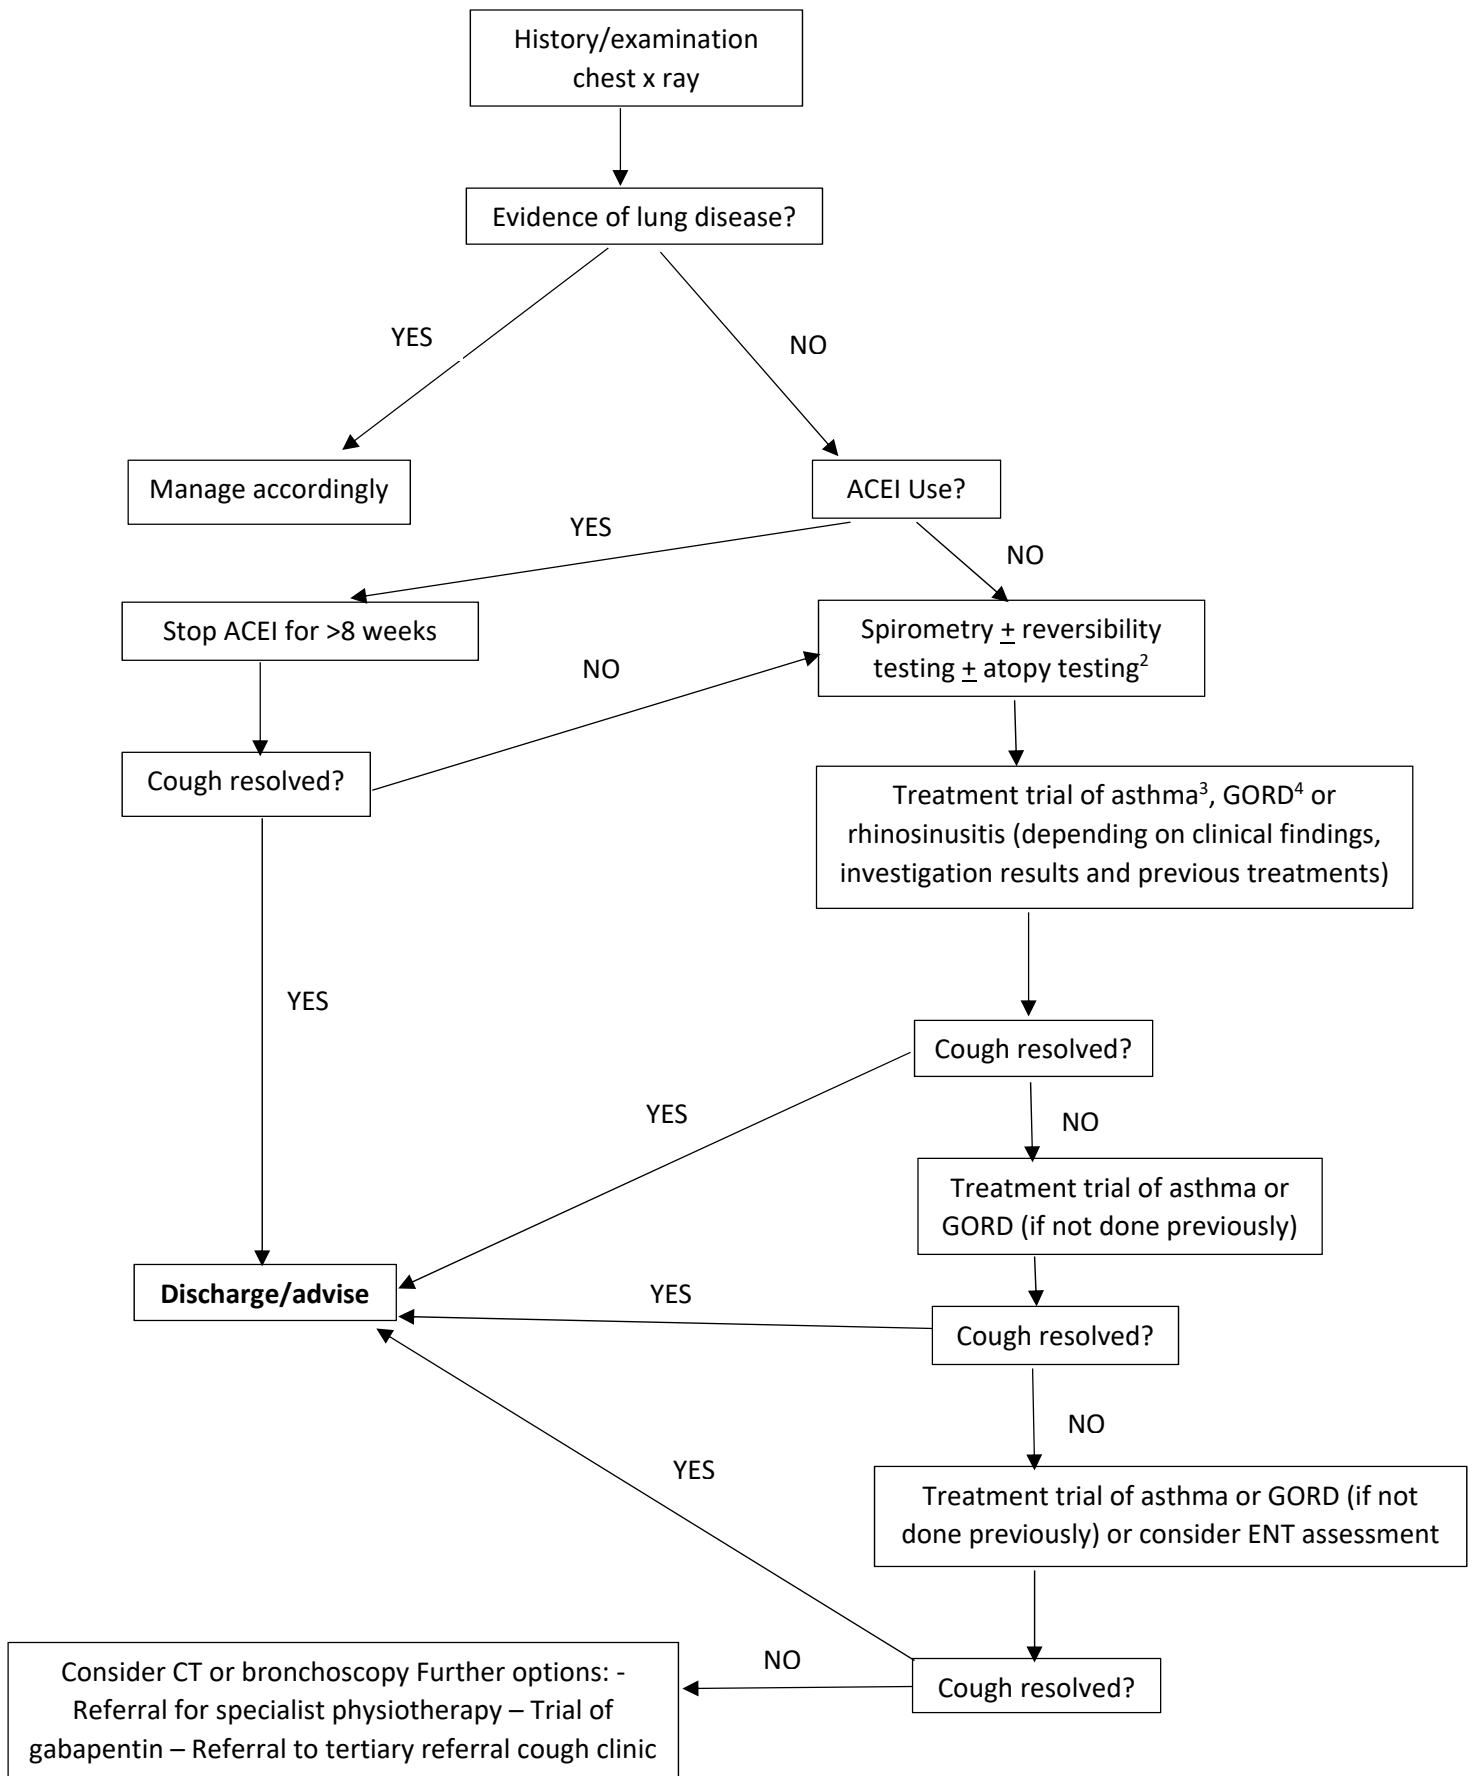 History/examination
chest x ray
Evidence of lung disease?
YES
NO
Manage accordingly
ACEI Use?
YES
NO
Stop ACEI for >8 weeks
Spirometry + reversibility
testing + atopy testing2
NO
Cough resolved?
Treatment trial of asthma3, GORD4 or
rhinosinusitis (depending on clinical findings,
investigation results and previous treatments)
YES
Cough resolved?
YES
NO
Treatment trial of asthma or
GORD (if not done previously)
Discharge/advise
YES
Cough resolved?
NO
YES
Treatment trial of asthma or GORD (if not
done previously) or consider ENT assessment
NO
Cough resolved?
Consider CT or bronchoscopy Further options: -
Referral for specialist physiotherapy – Trial of
gabapentin – Referral to tertiary referral cough clinic